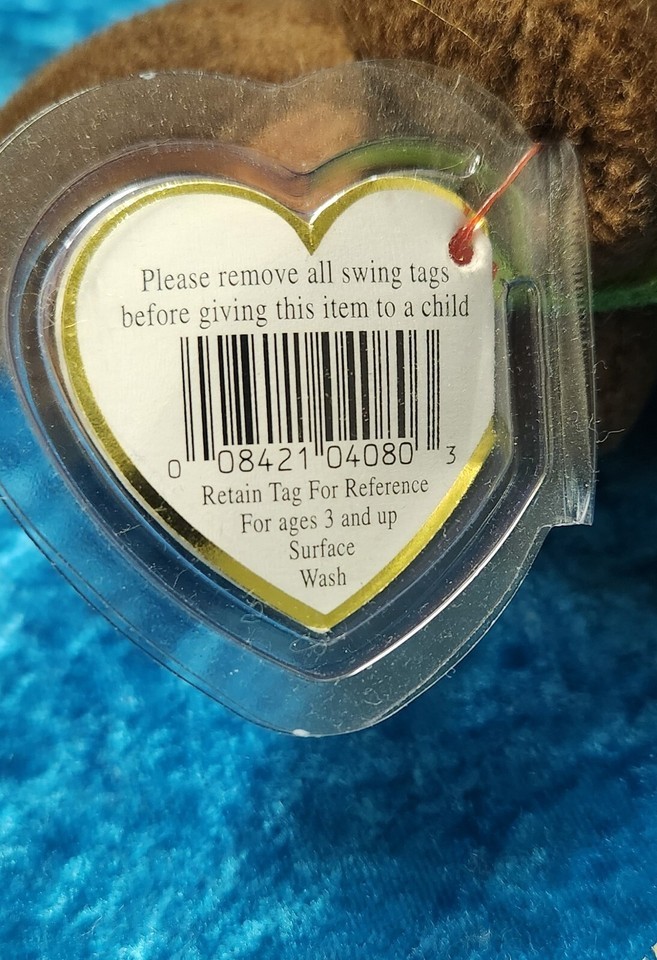 Please remove all swing tags
before giving this item to a child
0 08421 04080 3
Retain Tag For Reference
For ages 3 and up
Surface
Wash